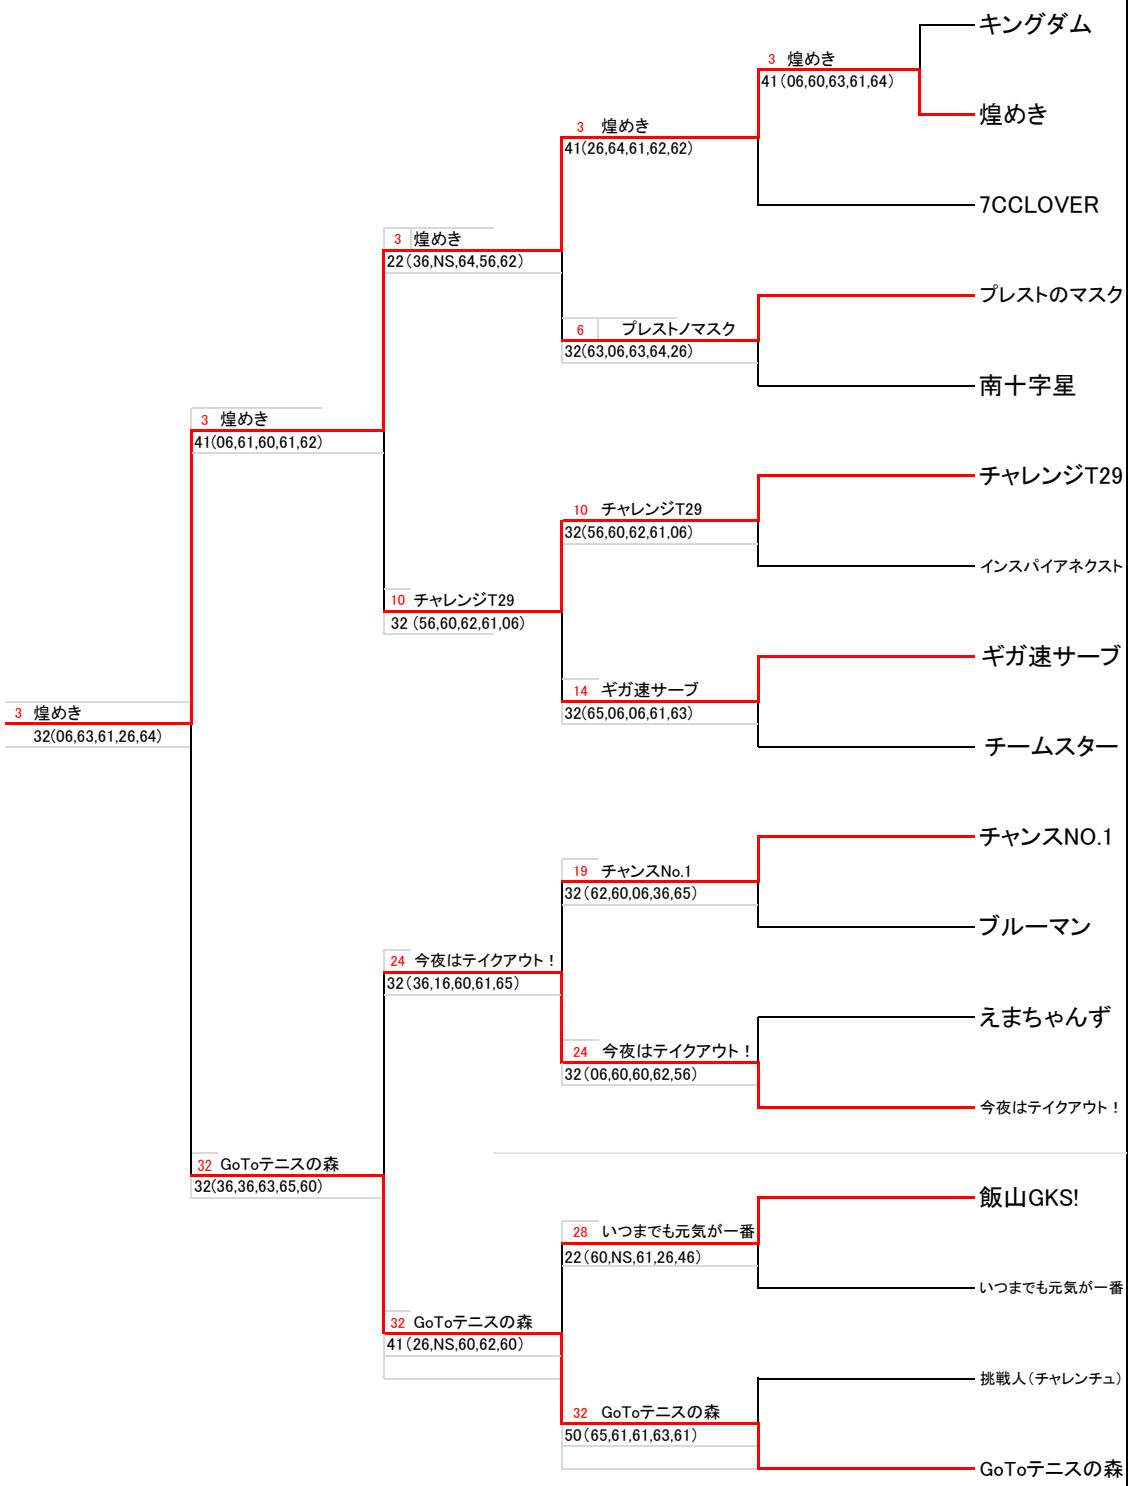 キングダム
3 煌めき
41(06,60,63,61,64)
煌めき
3 煌めき
41(26,64,61,62,62)
7CCLOVER
3 煌めき
22(36,NS,64,56,62)
プレストのマスク
6 プレストノマスク
32(63,06,63,64,26)
南十字星
3 煌めき
41(06,61,60,61,62)
チャレンジT29
10 チャレンジT29
32(56,60,62,61,06)
インスパイアネクスト
10 チャレンジT29
32 (56,60,62,61,06)
ギガ速サーブ
14 ギガ速サーブ
32(65,06,06,61,63)
3 煌めき
32(06,63,61,26,64)
チームスター
チャンスNO.1
19 チャンスNo.1
32(62,60,06,36,65)
ブルーマン
24 今夜はテイクアウト！
32(36,16,60,61,65)
えまちゃんず
24 今夜はテイクアウト！
32(06,60,60,62,56)
今夜はテイクアウト！
32 GoToテニスの森
32(36,36,63,65,60)
飯山GKS!
28 いつまでも元気が一番
22(60,NS,61,26,46)
いつまでも元気が一番
32 GoToテニスの森
41(26,NS,60,62,60)
挑戦人(チャレンチュ)
32 GoToテニスの森
50(65,61,61,63,61)
GoToテニスの森